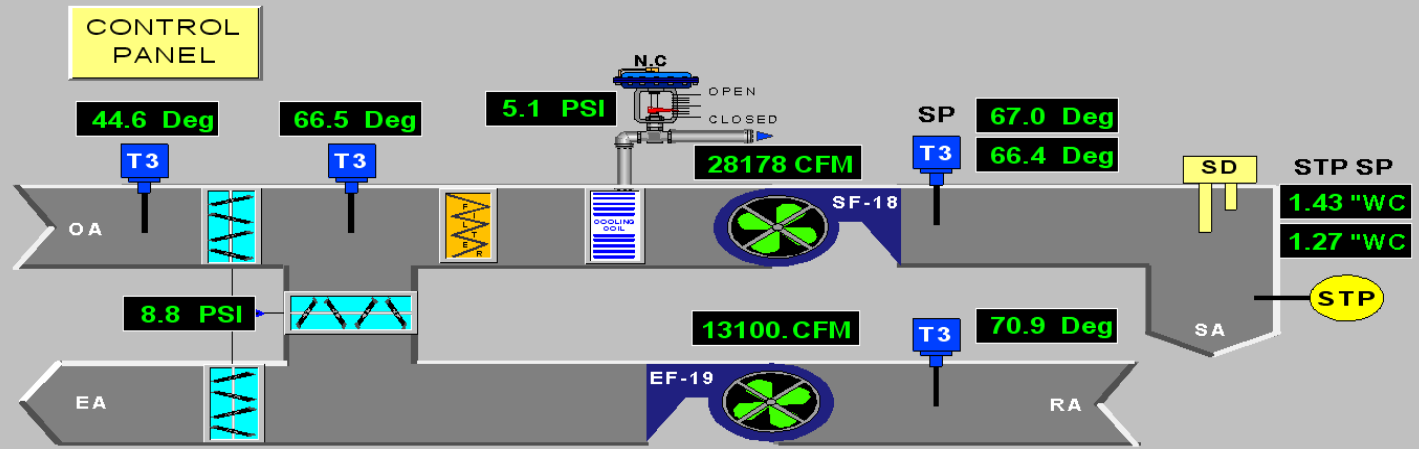 CONTROL
PANEL
44.6 Deg
66.5 Deg
5.1 PSI
N.C
OPEN
CLOSED
28178 CFM
SP
67.0 Deg
66.4 Deg
T3
T3
T3
SD
STP SP
1.43 "WC
1.27 "WC
OA
FILTER
COOLING
COIL
SF-18
8.8 PSI
13100. CFM
T3
70.9 Deg
STP
SA
EA
EF-19
RA